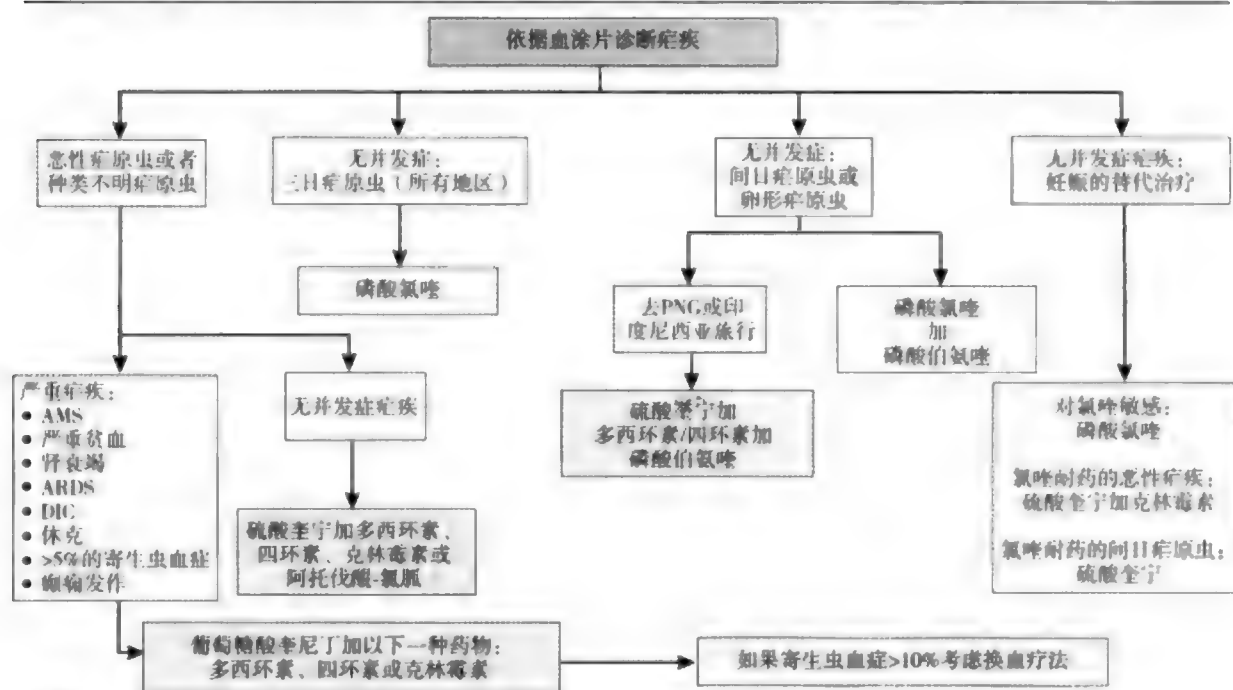 依据血涂片诊断疟疾
恶性疟原虫或者
种类不明疟原虫
无并发症：
三日疟原虫（所有地区）
无并发症：
间日疟原虫或
卵形疟原虫
无并发症疟疾：
妊娠的替代治疗
磷酸氯喹
去PNG或印
度尼西亚旅行
磷酸氯喹
加
磷酸伯氨喹
严重疟疾：
● AMS
● 严重贫血
● 肾衰竭
● ARDS
● DIC
● 休克
● >5%的寄生虫血症
● 癫痫发作
无并发症疟疾
硫酸奎宁加
多西环素/四环素加
磷酸伯氨喹
对氯喹敏感：
磷酸氯喹
氯喹耐药的恶性疟疾：
硫酸奎宁加克林霉素
氯喹耐药的间日疟原虫：
硫酸奎宁
硫酸奎宁加多西环素、
四环素、克林霉素或
阿托伐醌-氯胍
葡萄糖酸奎尼丁加以下一种药物：
多西环素、四环素或克林霉素
如果寄生虫血症>10%考虑换血疗法